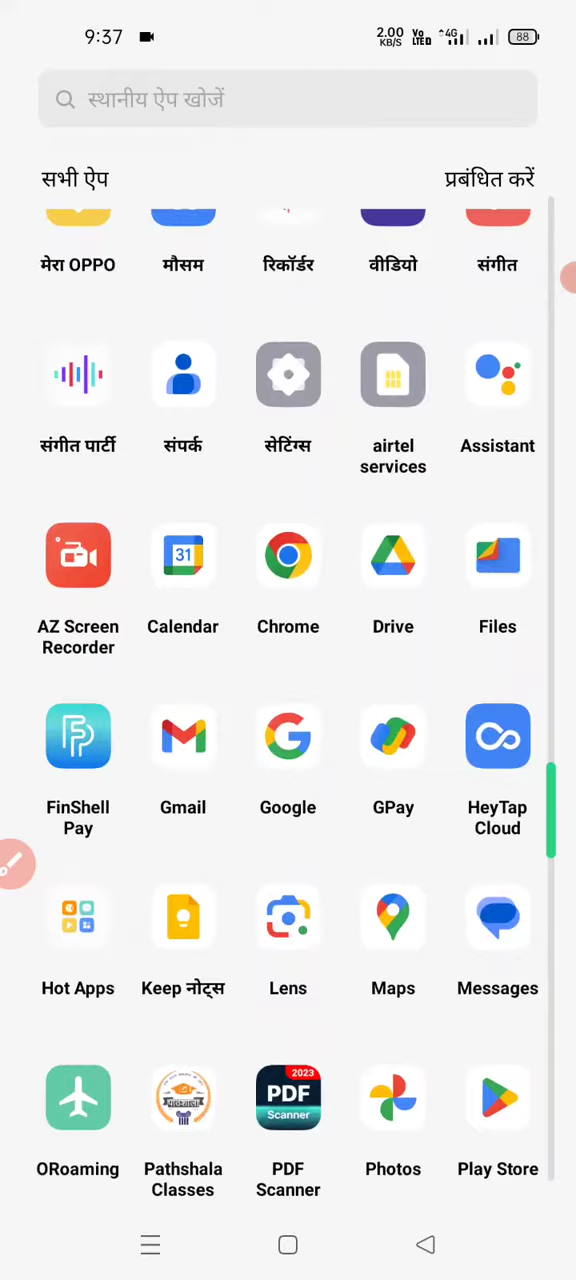 9:37
2.00 KB/S
Vo LTED
4G
88
स्थानीय ऐप खोजें
सभी ऐप
प्रबंधित करें
मेरा OPPO
मौसम
रिकॉर्डर
वीडियो
संगीत
संगीत पार्टी
संपर्क
सेटिंग्स
airtel services
Assistant
31
AZ Screen Recorder
Calendar
Chrome
Drive
Files
FinShell Pay
Gmail
Google
GPay
HeyTap Cloud
Hot Apps
Keep नोट्स
Lens
Maps
Messages
पाठशाला
2023
PDF
Scanner
ORoaming
Pathshala Classes
PDF Scanner
Photos
Play Store